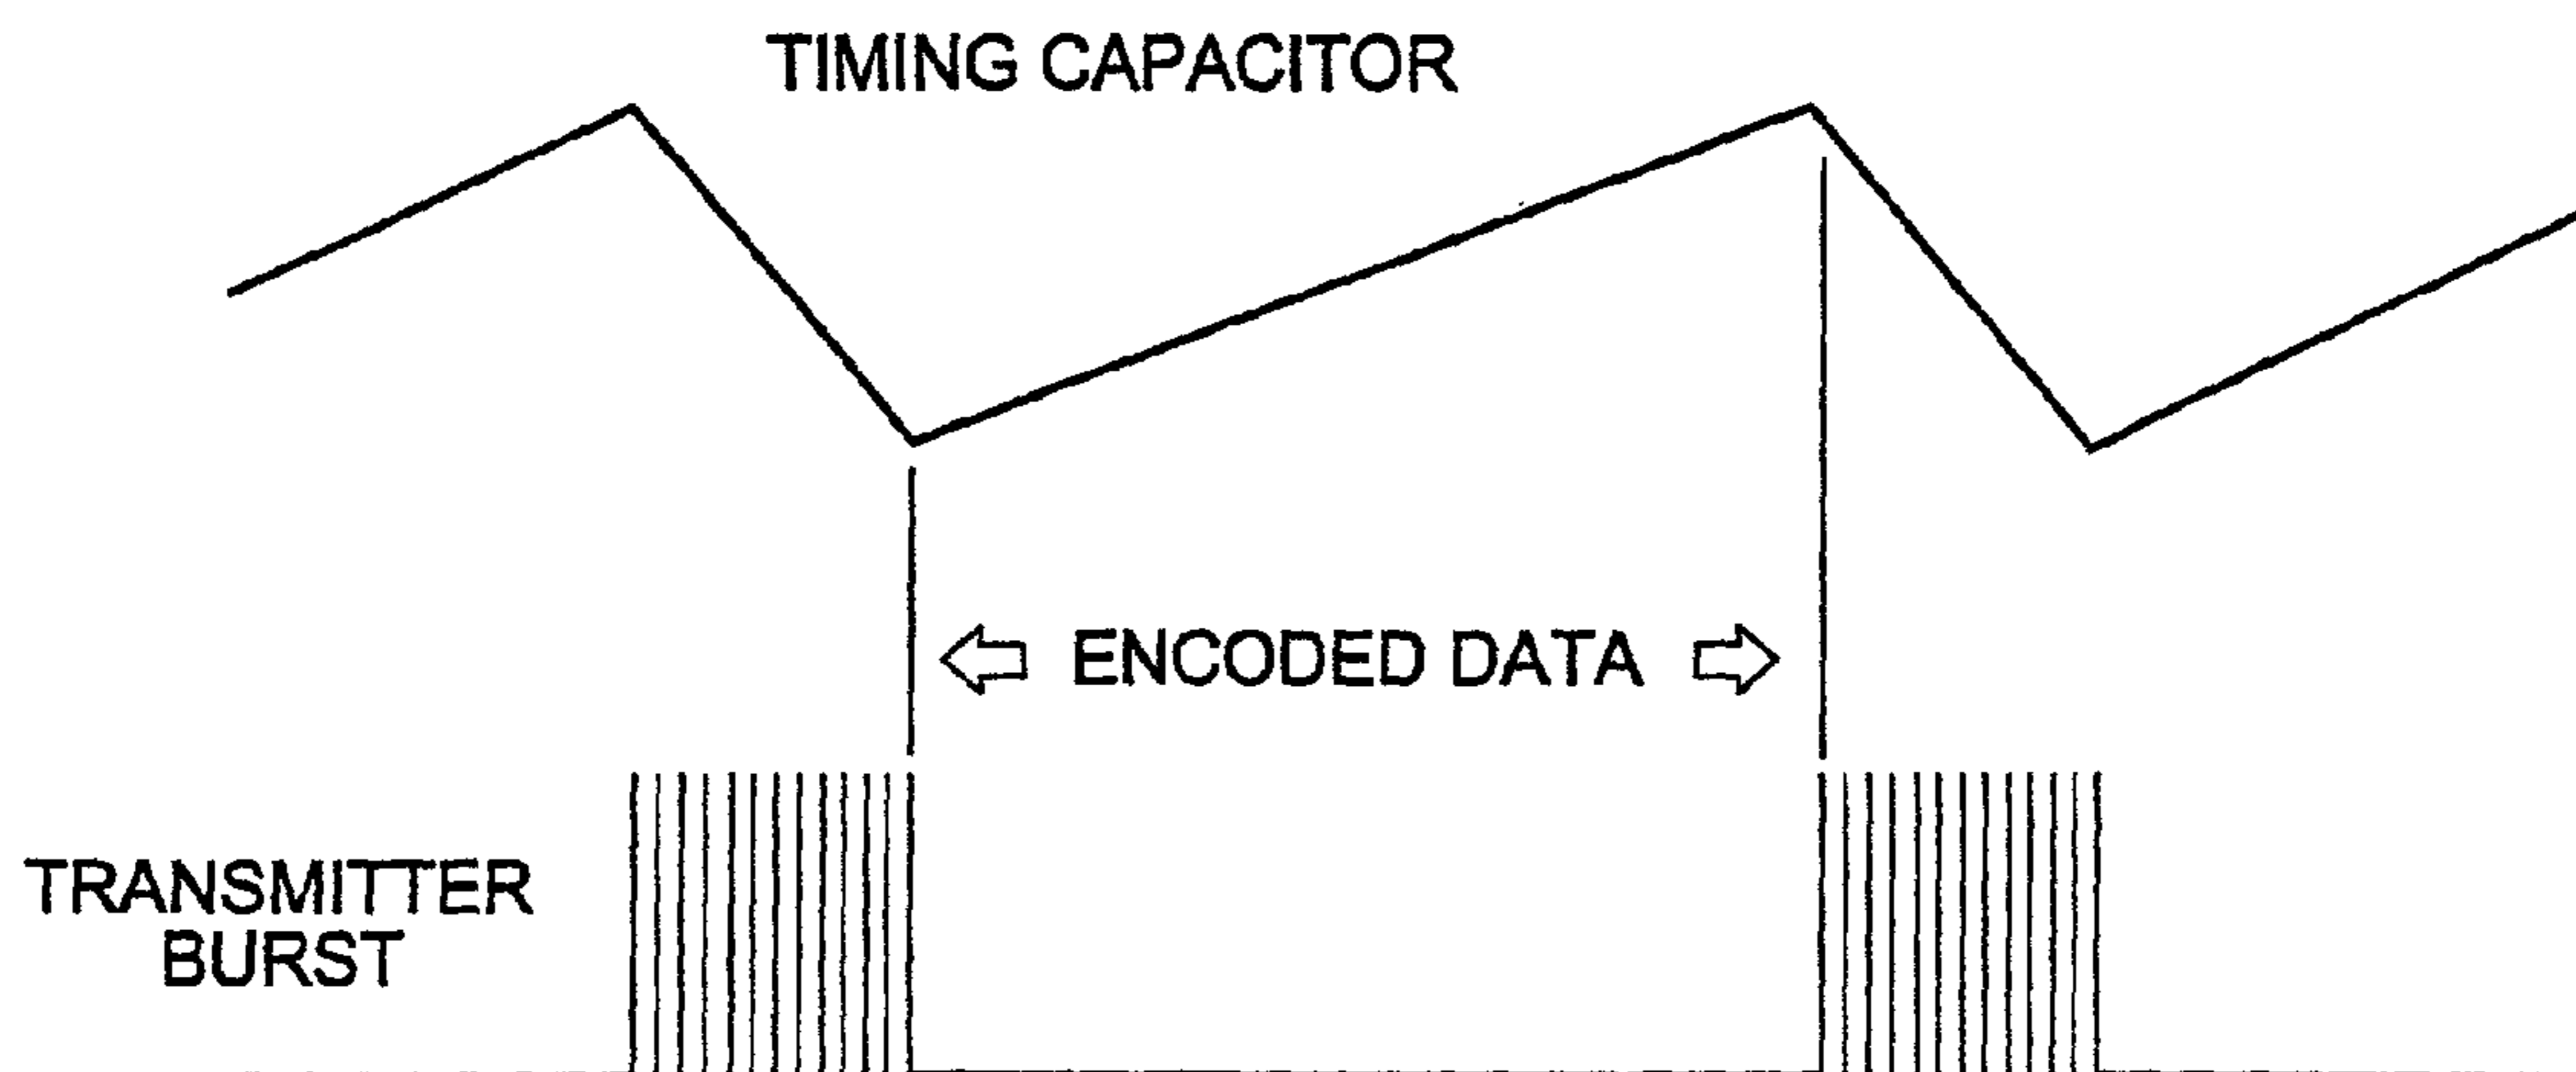 TIMING CAPACITOR
ENCODED DATA
TRANSMITTER
BURST